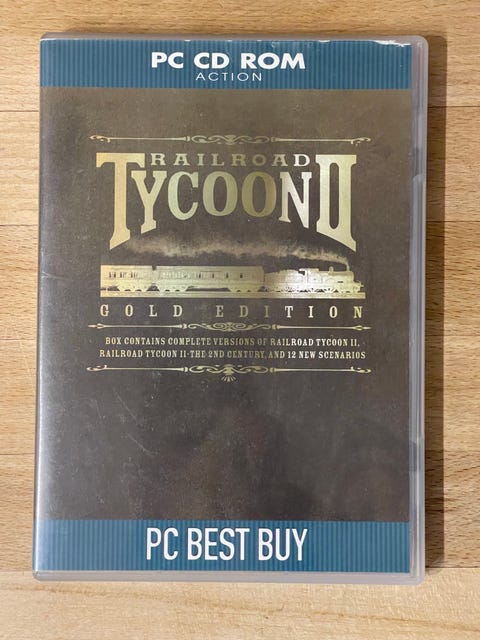 PC CD ROM
ACTION
RAILROAD
TYCOON II
GOLD EDITION
BOX CONTAINS COMPLETE VERSIONS OF RAILROAD TYCOON II,
RAILROAD TYCOON II-THE 2ND CENTURY, AND 12 NEW SCENARIOS
PC BEST BUY